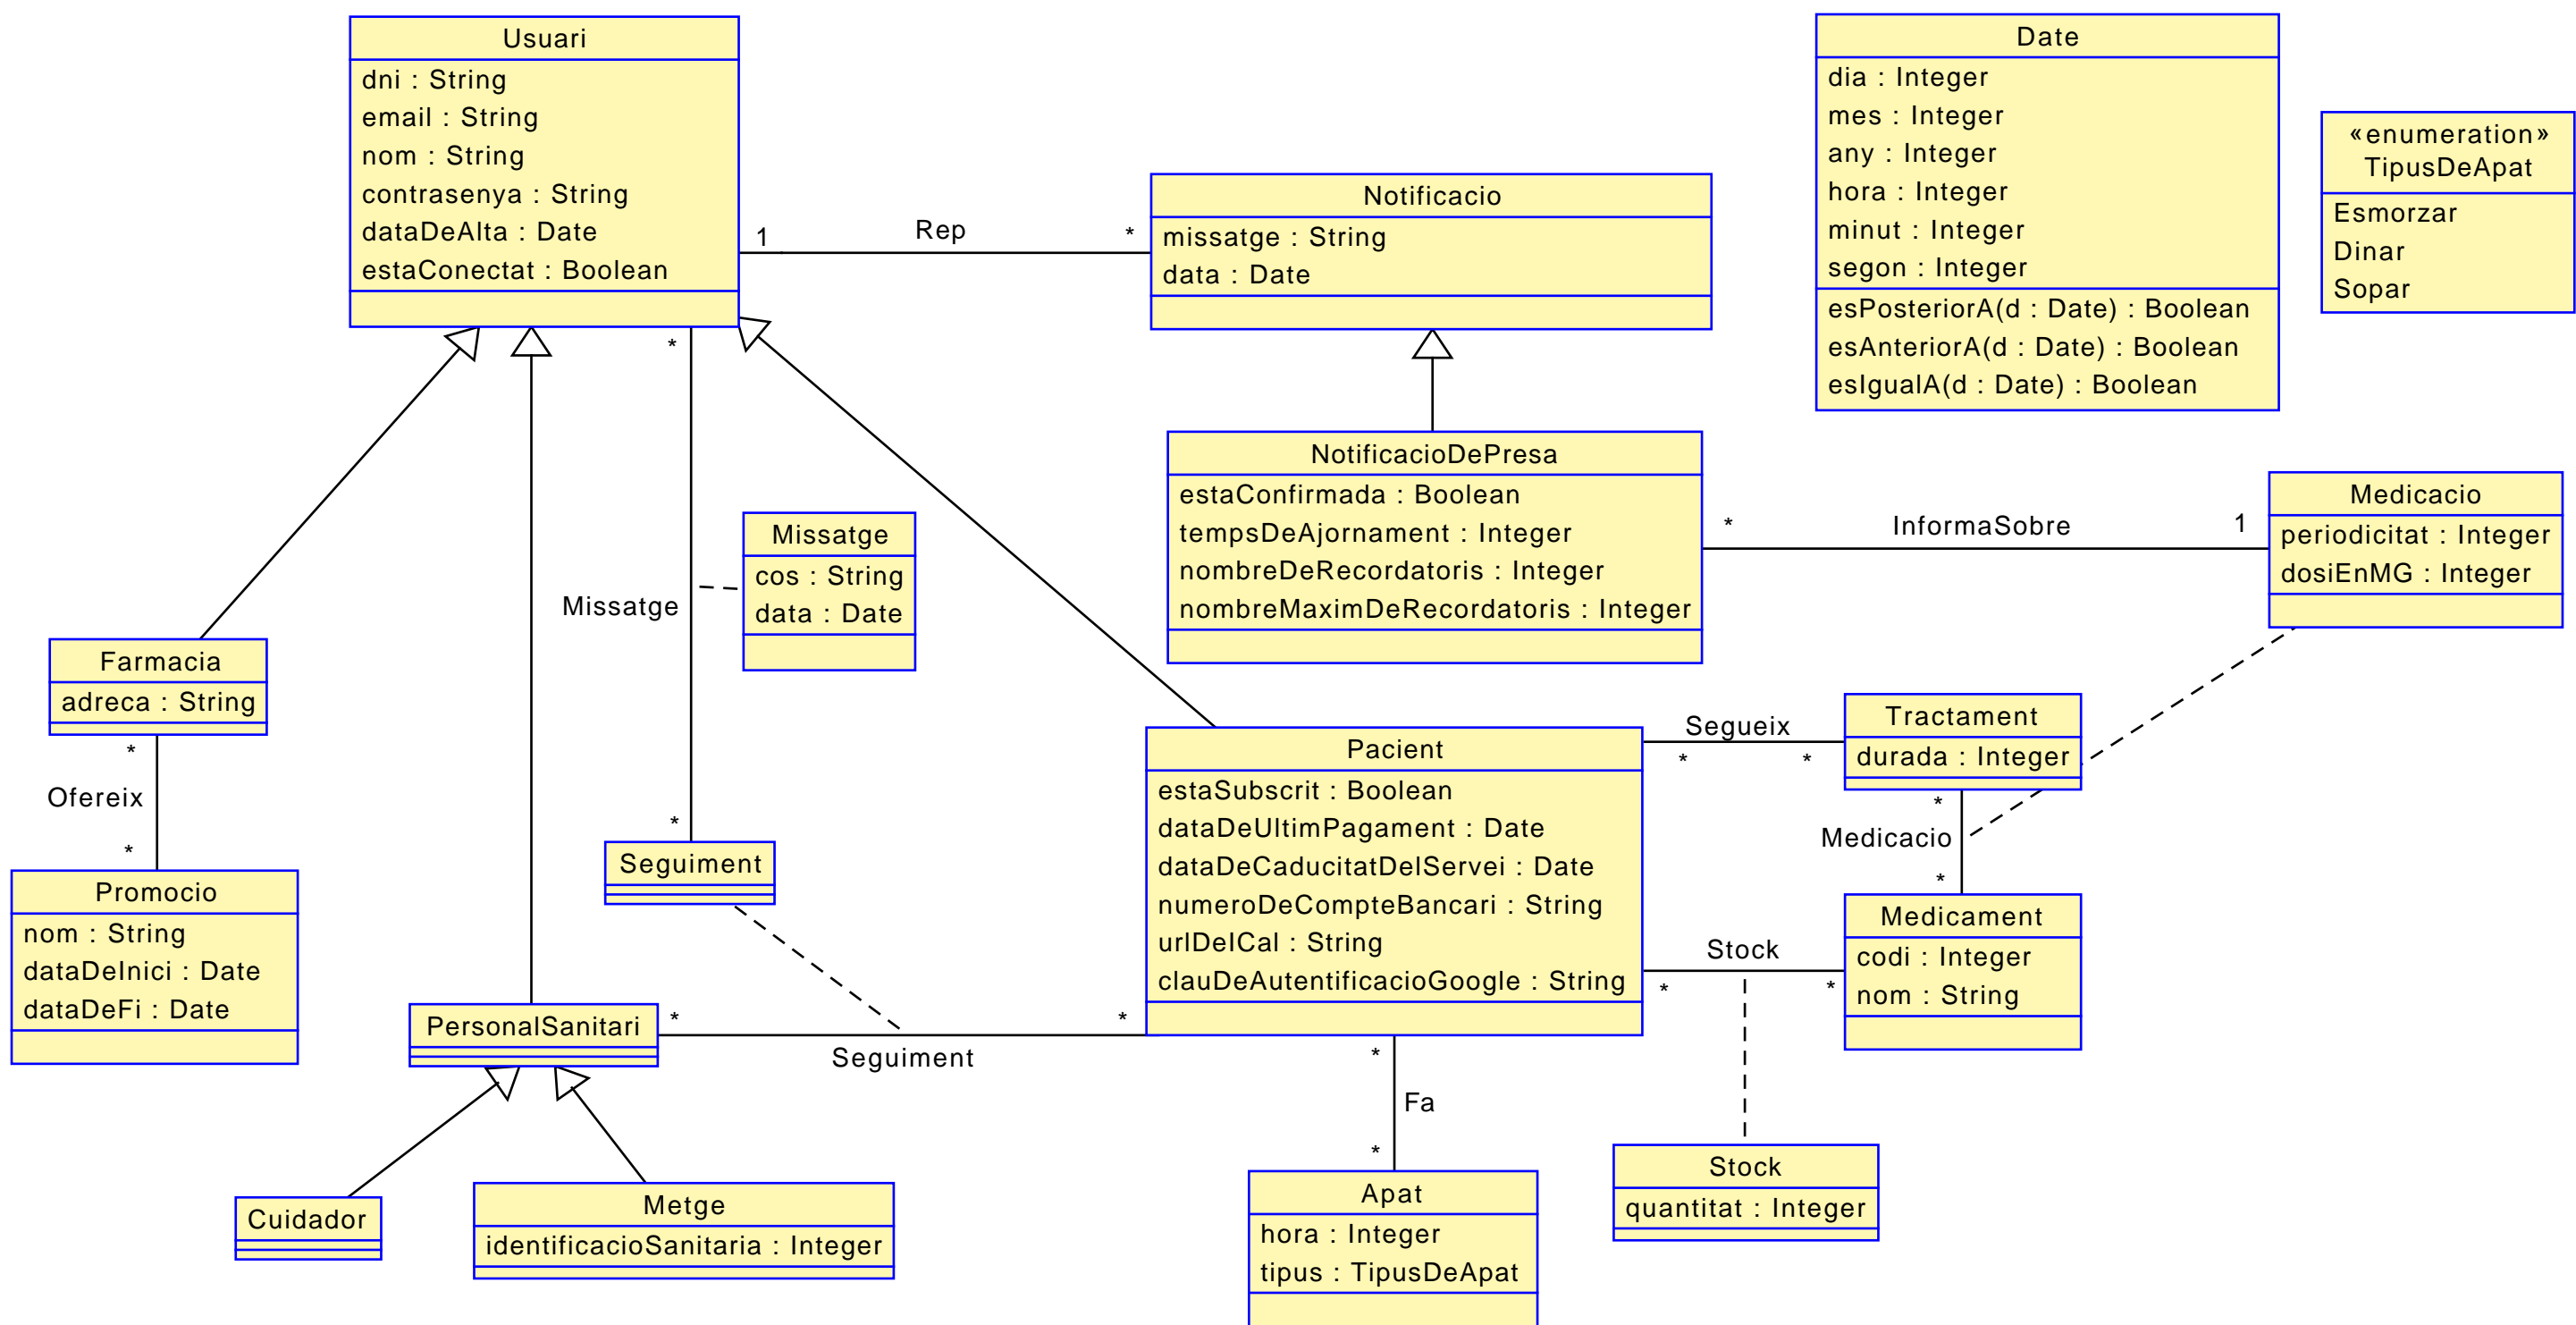 Usuari
dni : String
email : String
nom : String
contrasenya : String
dataDeAlta : Date
estaConectat : Boolean
1
Rep
*
Notificacio
missatge : String
data : Date
Date
dia : Integer
mes : Integer
any : Integer
hora : Integer
minut : Integer
segon : Integer
esPosteriorA(d : Date) : Boolean
esAnteriorA(d : Date) : Boolean
esIgualA(d : Date) : Boolean
«enumeration»
TipusDeApat
Esmorzar
Dinar
Sopar
*
Missatge
*
Missatge
cos : String
data : Date
NotificacioDePresa
estaConfirmada : Boolean
tempsDeAjornament : Integer
nombreDeRecordatoris : Integer
nombreMaximDeRecordatoris : Integer
*
InformaSobre
1
Medicacio
periodicitat : Integer
dosiEnMG : Integer
Farmacia
adreca : String
*
Ofereix
*
Promocio
nom : String
dataDeInici : Date
dataDeFi : Date
Seguiment
Pacient
estaSubscrit : Boolean
dataDeUltimPagament : Date
dataDeCaducitatDelServei : Date
numeroDeCompteBancari : String
urlDelCal : String
clauDeAutentificacioGoogle : String
Segueix
*
*
Tractament
durada : Integer
*
Medicacio
*
Medicament
codi : Integer
nom : String
Stock
*
*
PersonalSanitari
*
*
Seguiment
*
Fa
*
Cuidador
Metge
identificacioSanitaria : Integer
Apat
hora : Integer
tipus : TipusDeApat
Stock
quantitat : Integer